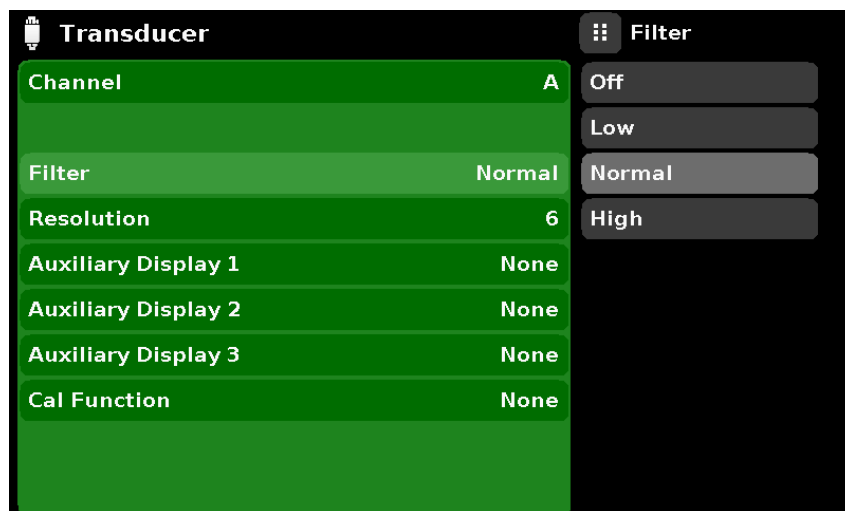 Transducer
Channel A
Filter Normal
Resolution 6
Auxiliary Display 1 None
Auxiliary Display 2 None
Auxiliary Display 3 None
Cal Function None
Filter
Off
Low
Normal
High